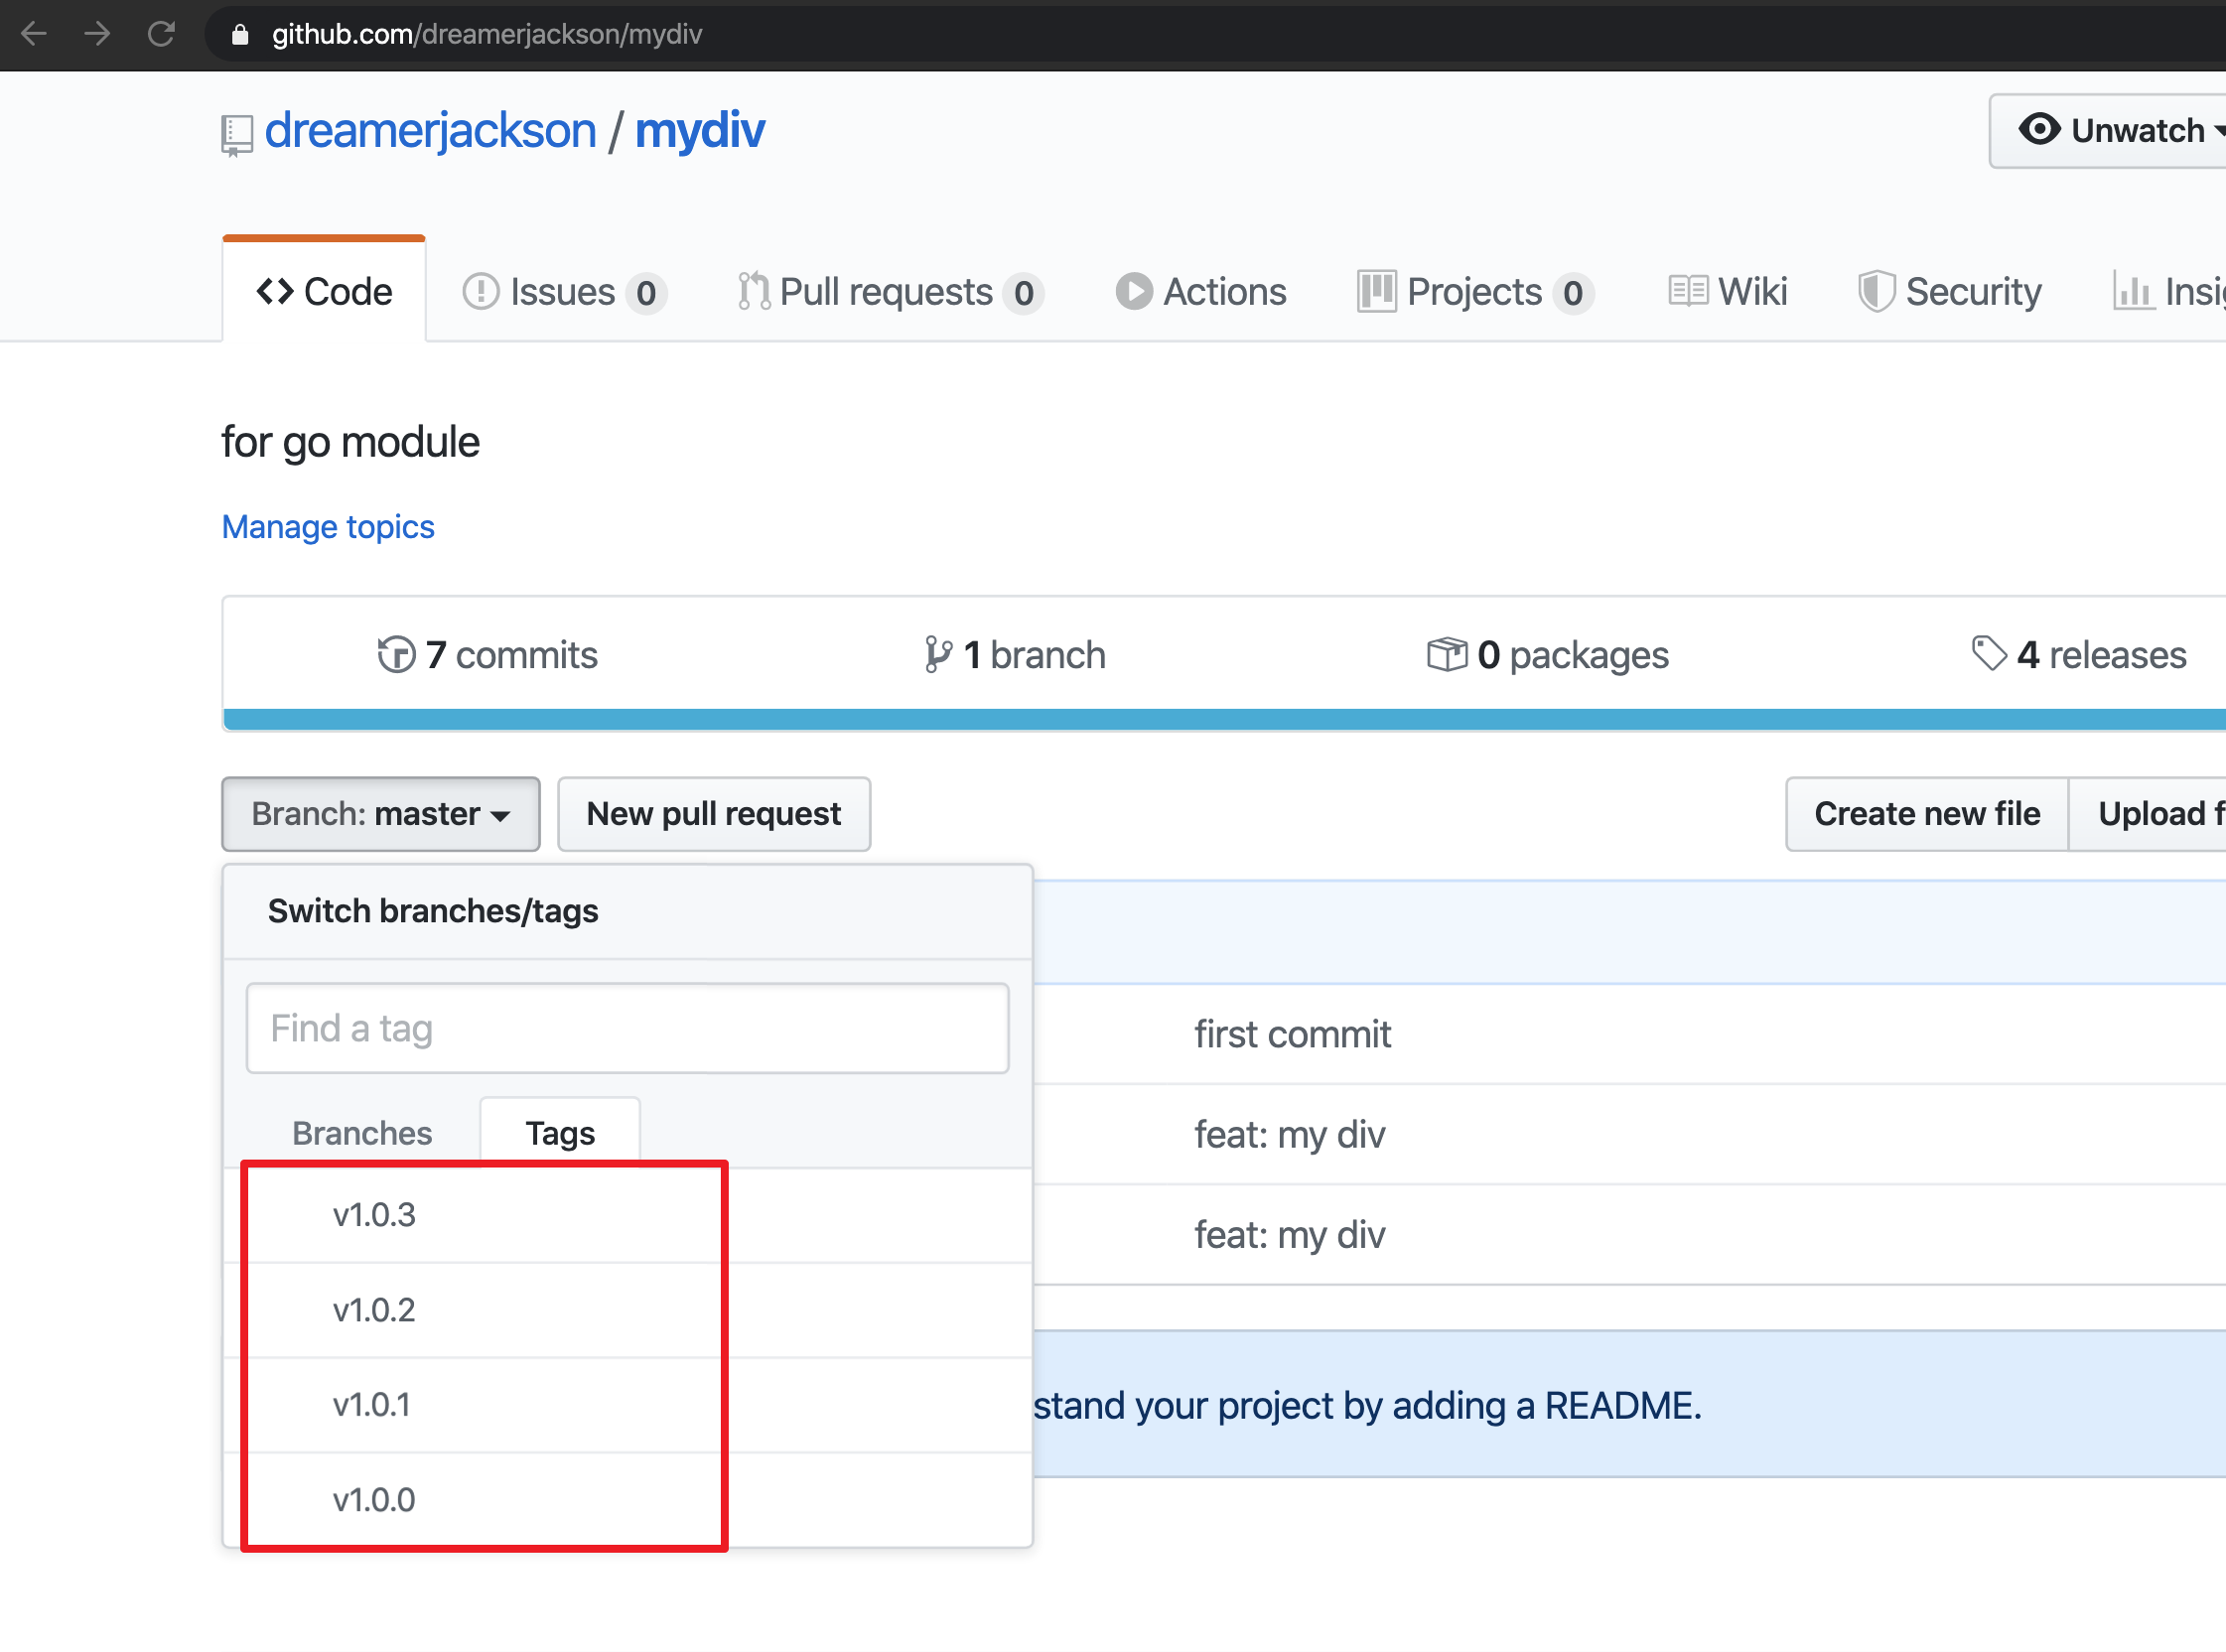 github.com/dreamerjackson/mydiv
dreamerjackson / mydiv
Unwatch
Code Issues 0 Pull requests 0 Actions Projects 0 Wiki Security
for go module
Manage topics
7 commits 1 branch 0 packages 4 releases
Branch: master New pull request Create new file Upload
Switch branches/tags
Find a tag
first commit
Branches Tags
feat: my div
v1.0.3
feat: my div
v1.0.2
v1.0.1
stand your project by adding a README.
v1.0.0